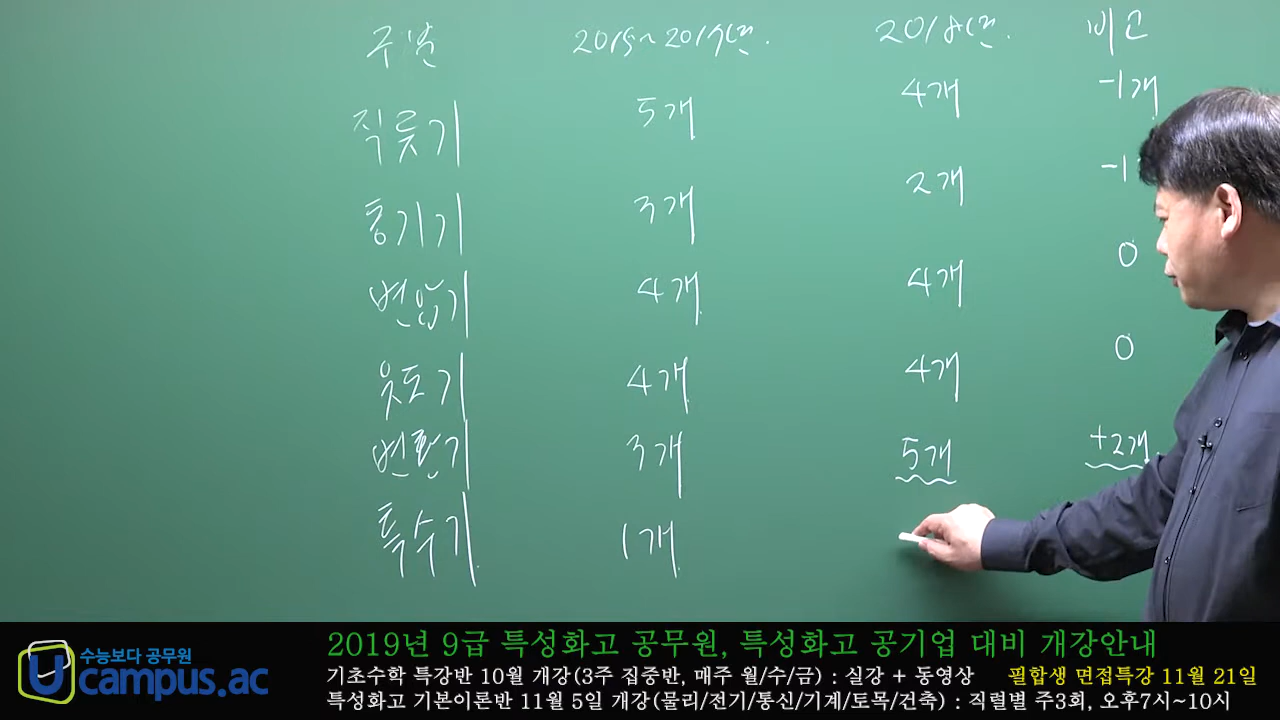 주단 2015~2017년. 2018년. 비고
직류기 5개 4개 -1개
동기기 3개 2개 -1
변압기 4개 4개 0
유도기 4개 4개 0
변환기 3개 5개 +2개
특수기 1개
2019년 9급 특성화고 공무원, 특성화고 공기업 대비 개강안내
수능보다 공무원
Ucampus.ac
기초수학 특강반 10월 개강(3주 집중반, 매주 월/수/금) : 실강 + 동영상 필합생 면접특강 11월 21일
특성화고 기본이론반 11월 5일 개강(물리/전기/통신/기계/토목/건축) : 직렬별 주3회, 오후7시~10시